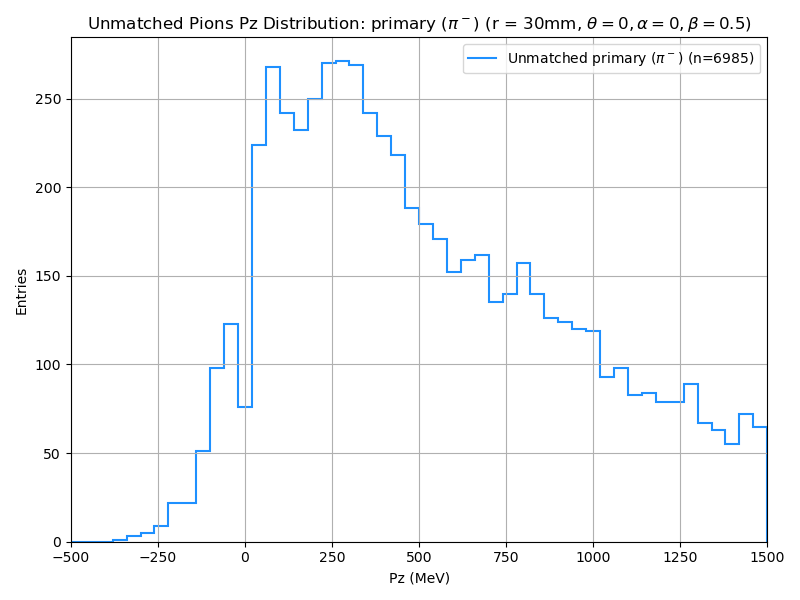 Unmatched Pions Pz Distribution: primary (π⁻) (r = 30mm, θ = 0, α = 0, β = 0.5)
Unmatched primary (π⁻) (n=6985)
250
200
150
100
50
0
Entries
−500 −250 0 250 500 750 1000 1250 1500
Pz (MeV)